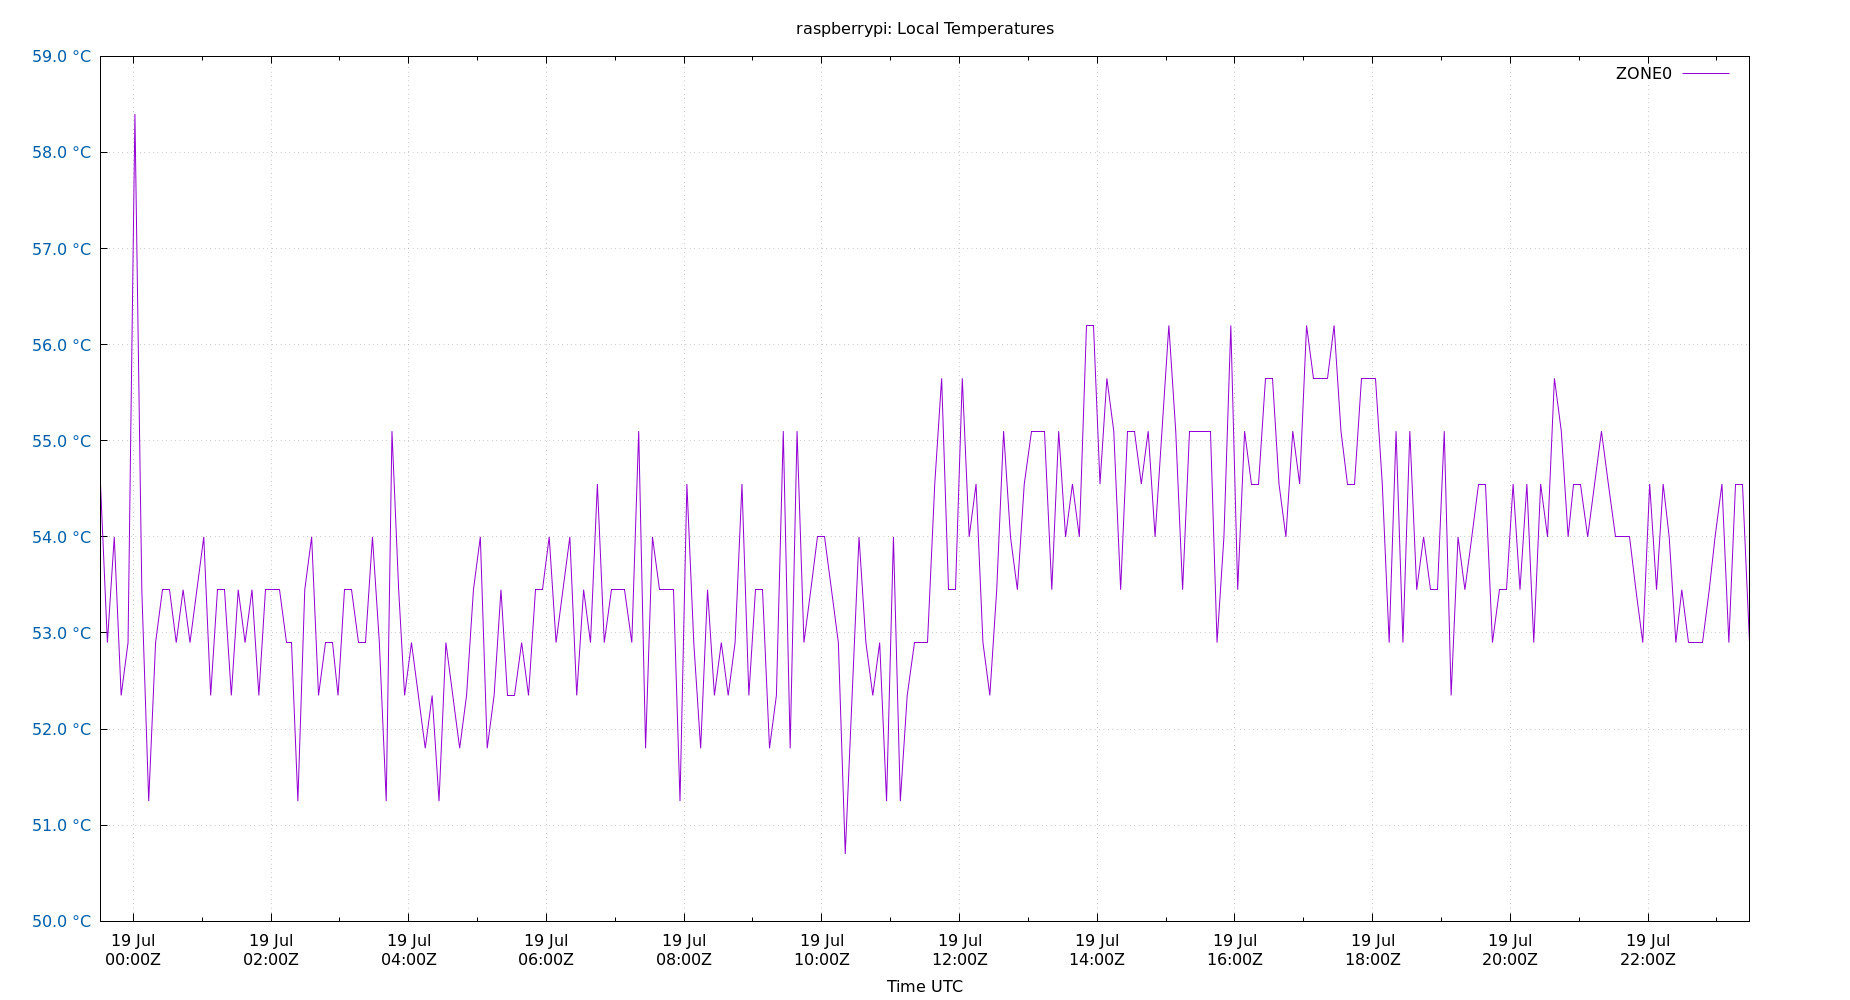 raspberrypi: Local Temperatures
59.0 °C
ZONE0
58.0 °C
57.0 °C
56.0 °C
55.0 °C
54.0 °C
53.0 °C
52.0 °C
51.0 °C
50.0 °C
19 Jul 19 Jul 19 Jul 19 Jul 19 Jul 19 Jul 19 Jul 19 Jul 19 Jul 19 Jul 19 Jul 19 Jul
00:00Z 02:00Z 04:00Z 06:00Z 08:00Z 10:00Z 12:00Z 14:00Z 16:00Z 18:00Z 20:00Z 22:00Z
Time UTC